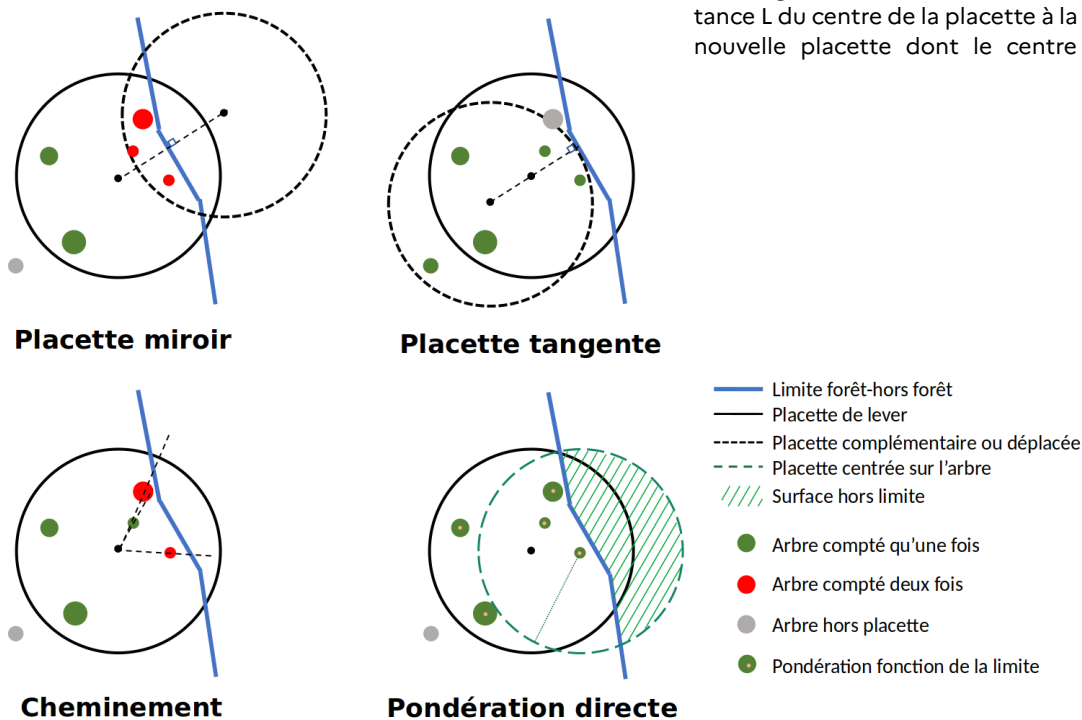 tance L du centre de la placette à la
nouvelle placette dont le centre
Placette miroir
Placette tangente
Limite forêt-hors forêt
Placette de lever
Placette complémentaire ou déplacée
Placette centrée sur l'arbre
Surface hors limite
Arbre compté qu'une fois
Arbre compté deux fois
Arbre hors placette
Pondération fonction de la limite
Cheminement
Pondération directe